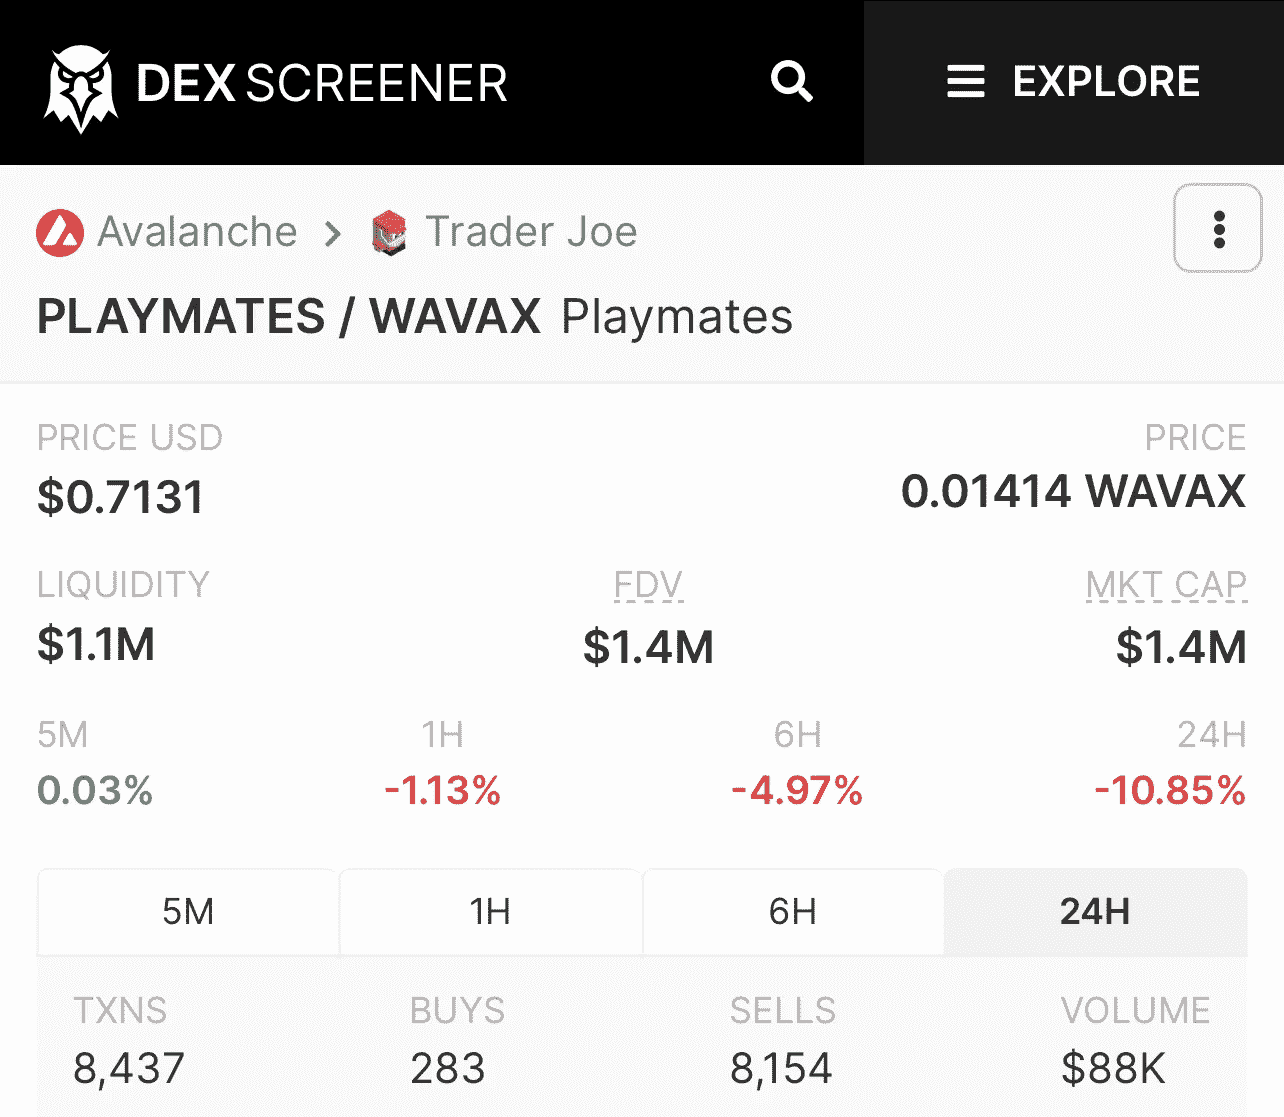 DEX SCREENER
EXPLORE
Avalanche > Trader Joe
PLAYMATES / WAVAX Playmates
PRICE USD
PRICE
$0.7131
0.01414 WAVAX
LIQUIDITY
FDV
MKT CAP
$1.1M
$1.4M
$1.4M
5M
1H
6H
24H
0.03%
-1.13%
-4.97%
-10.85%
5M
1H
6H
24H
TXNS
BUYS
SELLS
VOLUME
8,437
283
8,154
$88K